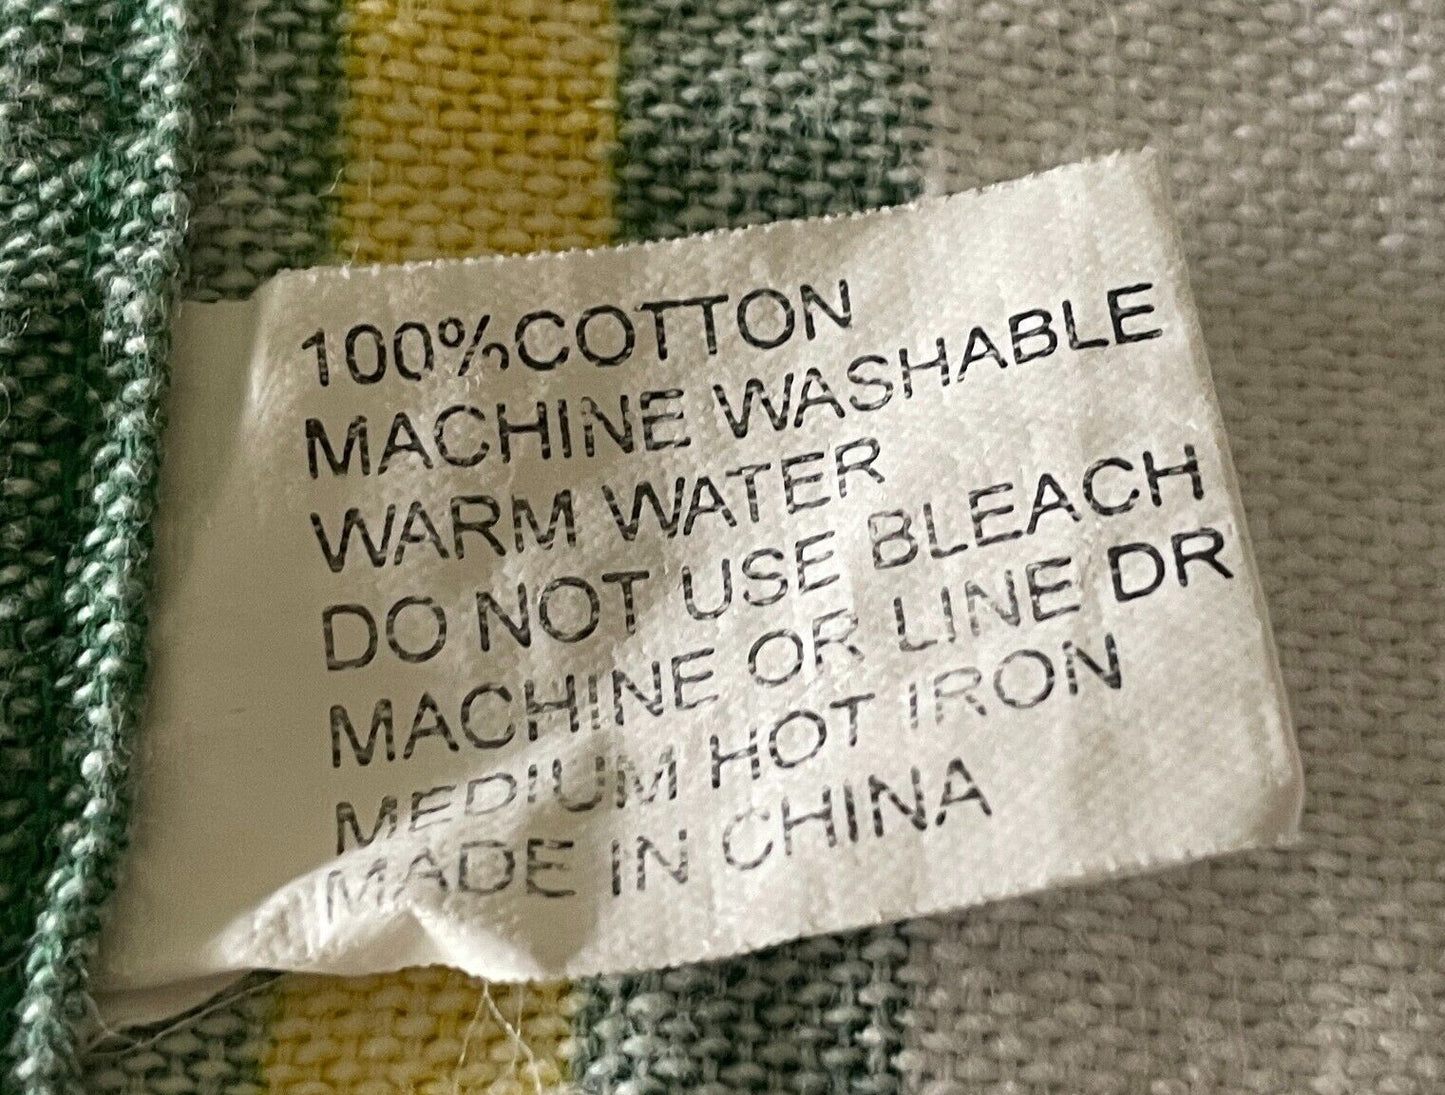 100%COTTON
MACHINE WASHABLE
WARM WATER
DO NOT USE BLEACH
MACHINE OR LINE DR
MEDIUM HOT IRON
MADE IN CHINA